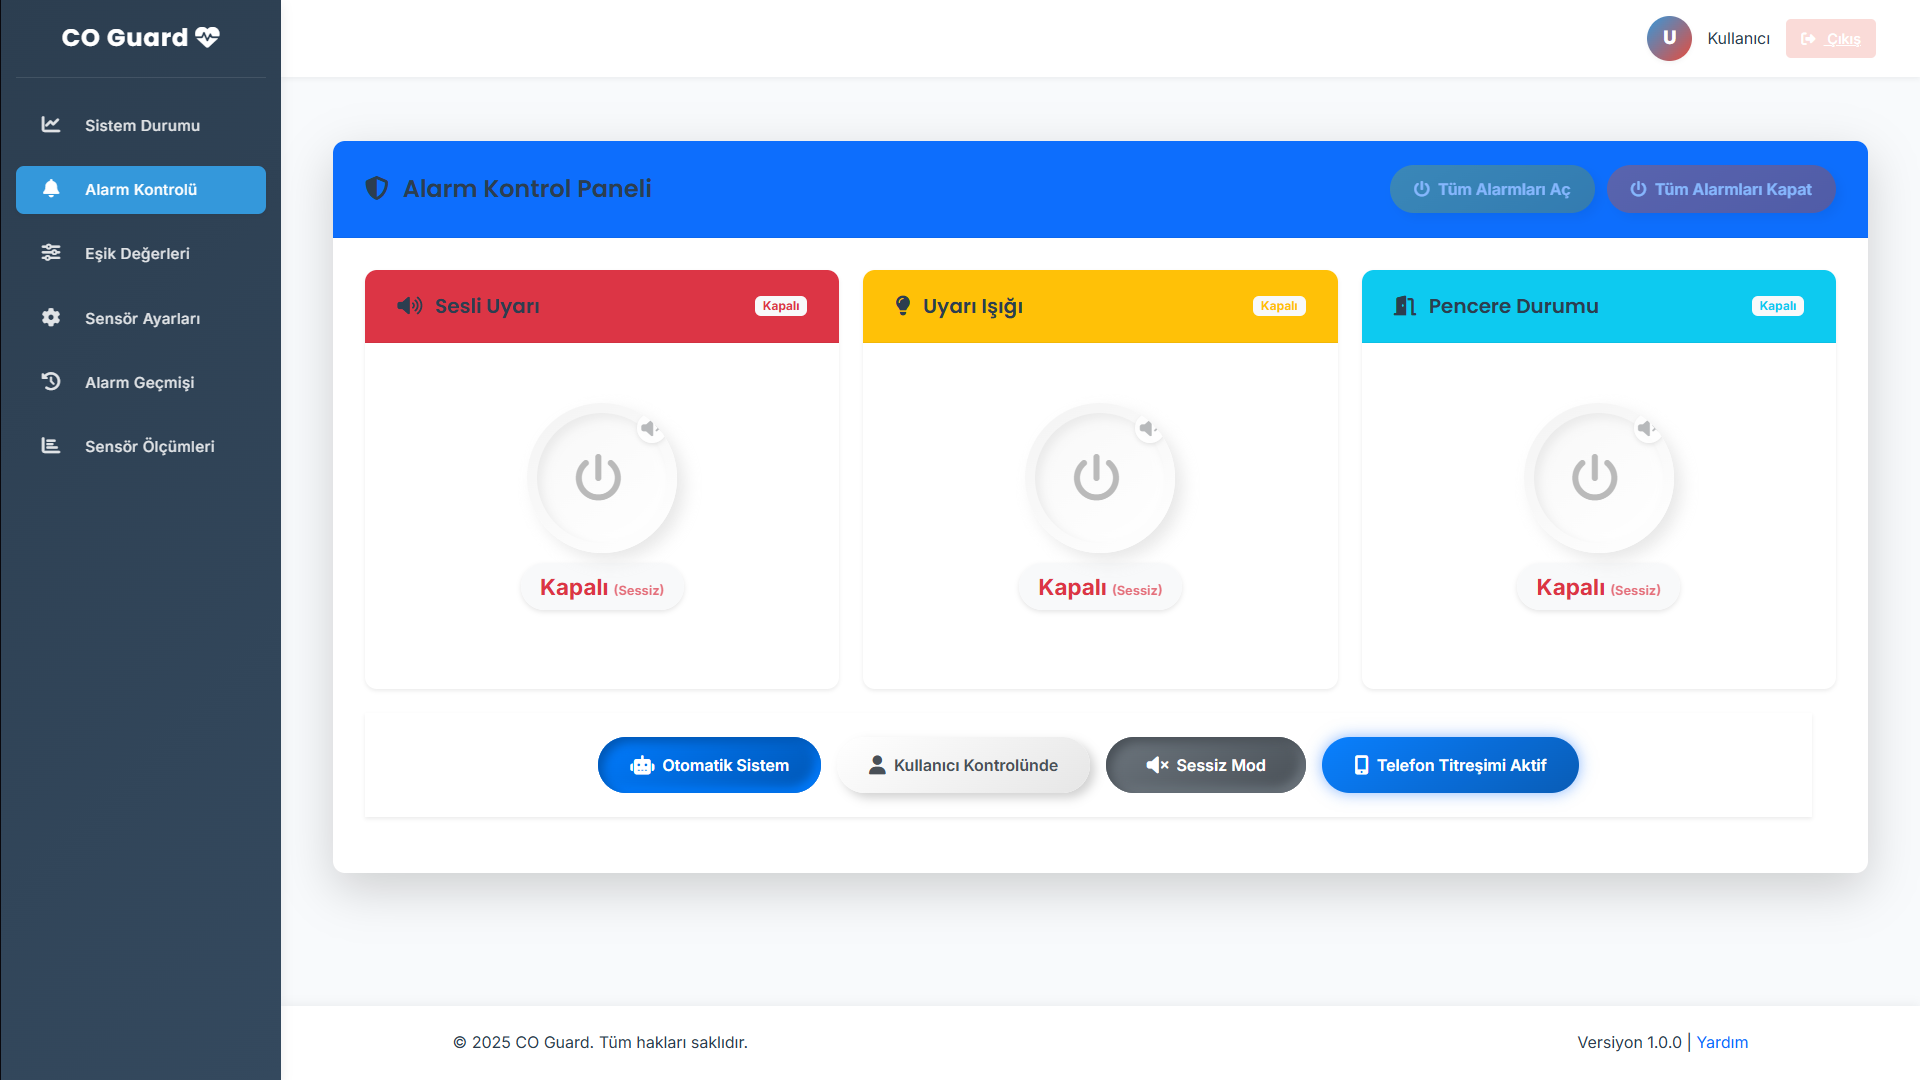 CO Guard
U
Kullanıcı
Çıkış
Sistem Durumu
Alarm Kontrolü
Eşik Değerleri
Sensör Ayarları
Alarm Geçmişi
Sensör Ölçümleri
Alarm Kontrol Paneli
Tüm Alarmları Aç
Tüm Alarmları Kapat
Sesli Uyarı
Kapalı
Uyarı Işığı
Kapalı
Pencere Durumu
Kapalı
Kapalı (Sessiz)
Kapalı (Sessiz)
Kapalı (Sessiz)
Otomatik Sistem
Kullanıcı Kontrolünde
Sessiz Mod
Telefon Titreşimi Aktif
© 2025 CO Guard. Tüm hakları saklıdır.
Versiyon 1.0.0 | Yardım